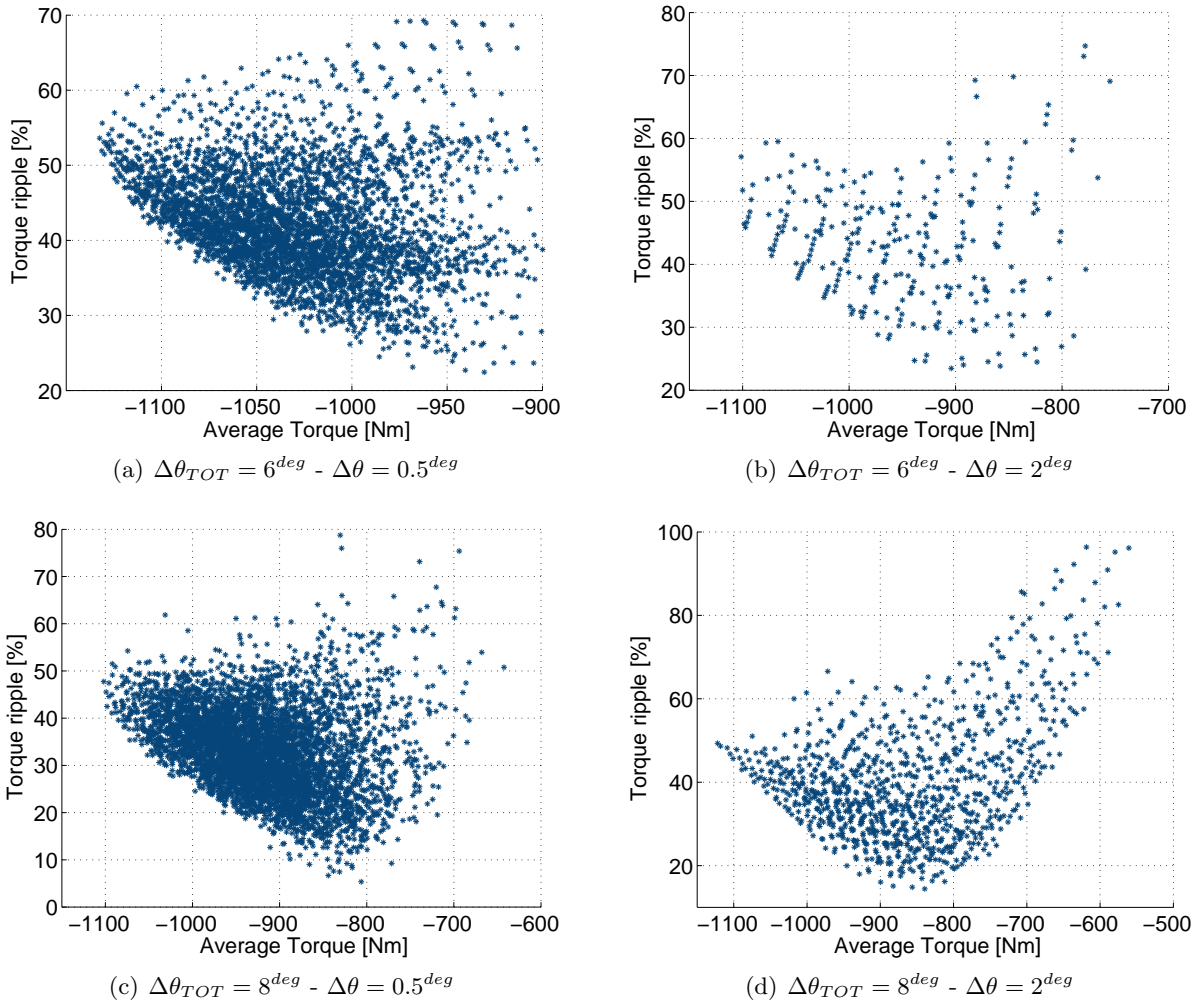 70
60
50
40
30
20
Torque ripple [%]
−1100 −1050 −1000 −950 −900
Average Torque [Nm]
(a) ΔθTOT = 6deg - Δθ = 0.5deg
80
70
60
50
40
30
20
Torque ripple [%]
−1100 −1000 −900 −800 −700
Average Torque [Nm]
(b) ΔθTOT = 6deg - Δθ = 2deg
80
70
60
50
40
30
20
10
0
Torque ripple [%]
−1100 −1000 −900 −800 −700 −600
Average Torque [Nm]
(c) ΔθTOT = 8deg - Δθ = 0.5deg
100
80
60
40
20
Torque ripple [%]
−1100 −1000 −900 −800 −700 −600 −500
Average Torque [Nm]
(d) ΔθTOT = 8deg - Δθ = 2deg